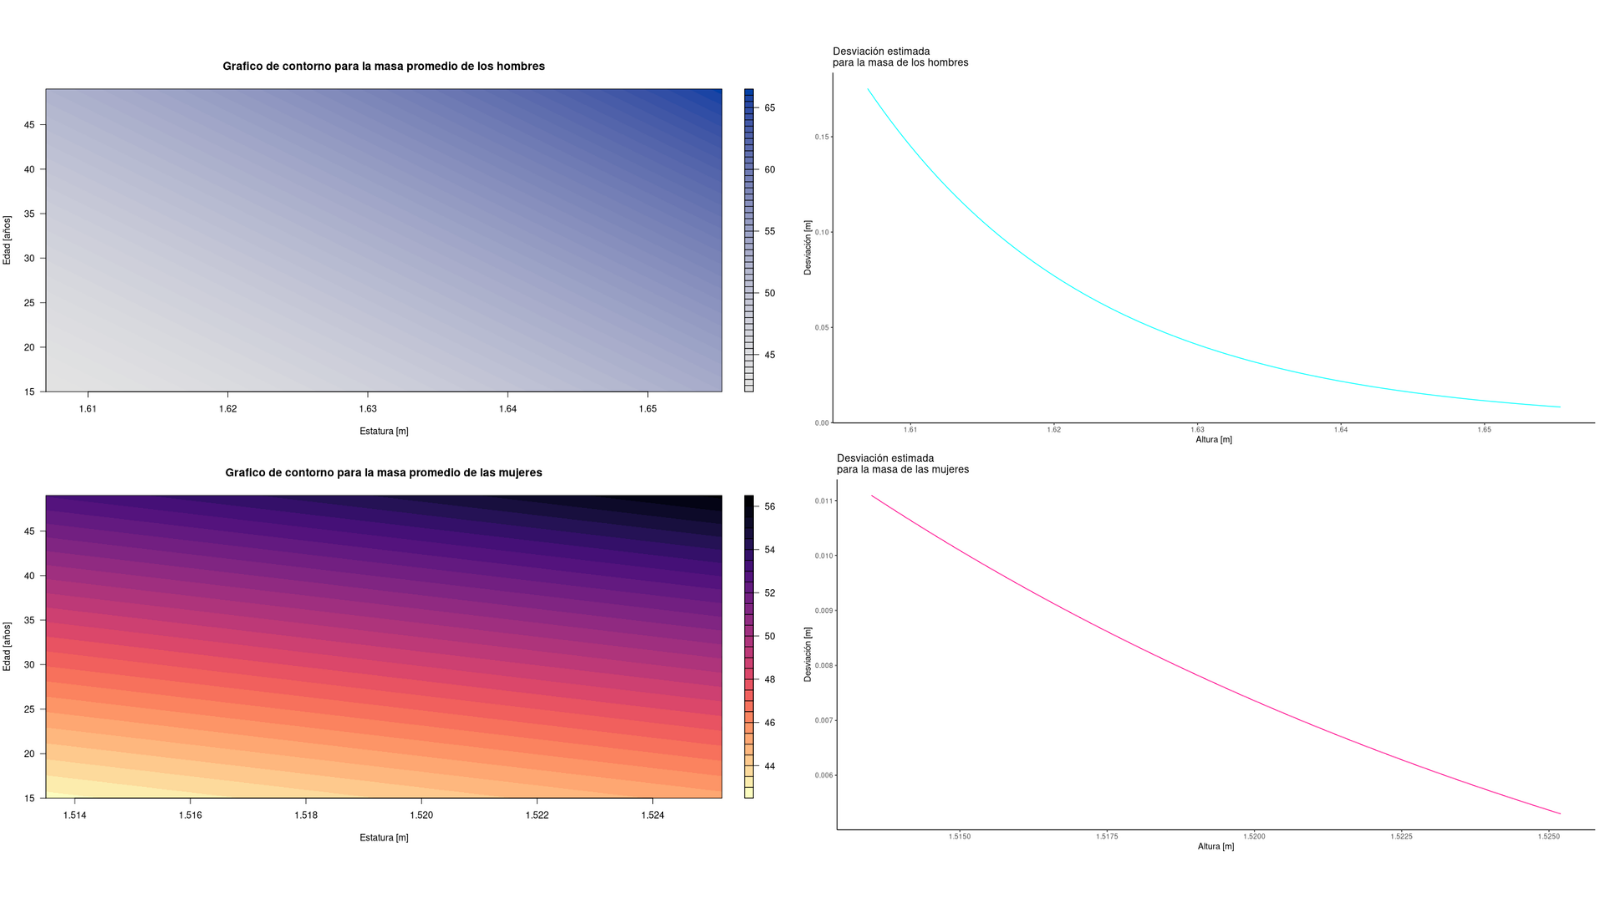 Grafico de contorno para la masa promedio de los hombres
65
60
55
50
45
45
40
35
30
25
20
15
Edad [años]
1.61 1.62 1.63 1.64 1.65
Estatura [m]
Desviación estimada
para la masa de los hombres
0.15
0.10
0.05
0.00
Desviación [m]
1.61 1.62 1.63 1.64 1.65
Altura [m]
Grafico de contorno para la masa promedio de las mujeres
56
54
52
50
48
46
44
45
40
35
30
25
20
15
Edad [años]
1.514 1.516 1.518 1.520 1.522 1.524
Estatura [m]
Desviación estimada
para la masa de las mujeres
0.011
0.010
0.009
0.008
0.007
0.006
Desviación [m]
1.5150 1.5175 1.5200 1.5225 1.5250
Altura [m]